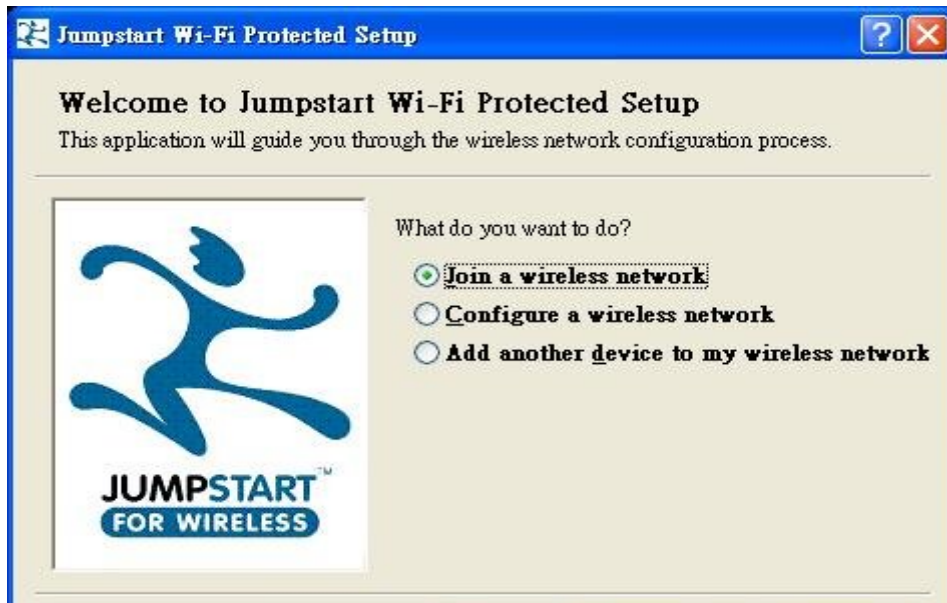 Jumpstart Wi-Fi Protected Setup
Welcome to Jumpstart Wi-Fi Protected Setup
This application will guide you through the wireless network configuration process.
What do you want to do?
Join a wireless network
Configure a wireless network
Add another device to my wireless network
JUMPSTART™
FOR WIRELESS